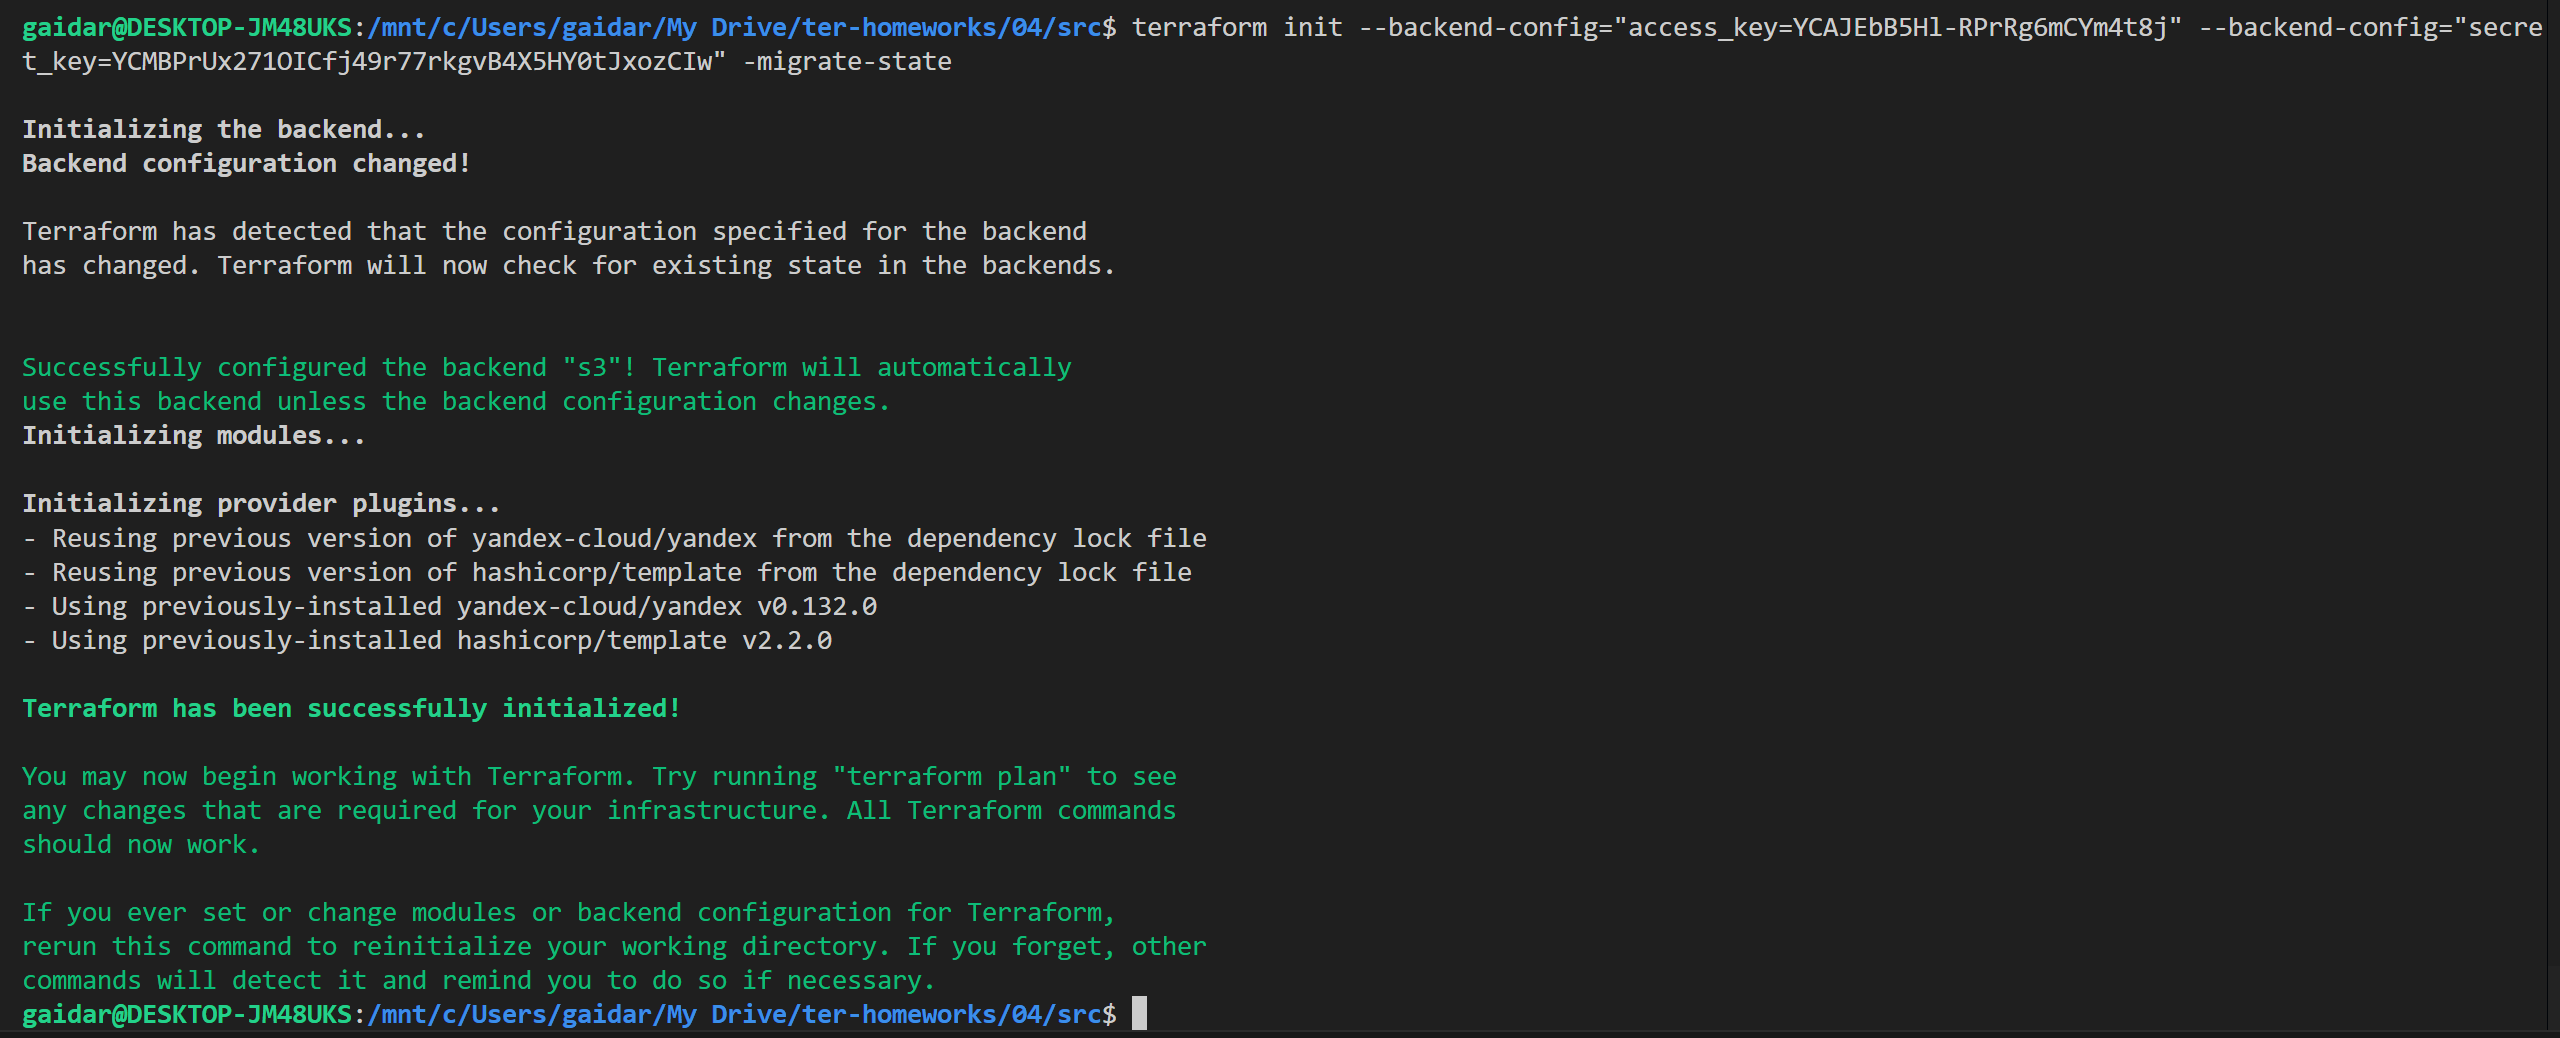 gaidar@DESKTOP-JM48UKS:/mnt/c/Users/gaidar/My Drive/ter-homeworks/04/src$ terraform init --backend-config="access_key=YCAJEbB5Hl-RPrRg6mCYm4t8j" --backend-config="secre
t_key=YCMBPrUx271OICfj49r77rkgvB4X5HY0tJxozCIw" -migrate-state
Initializing the backend...
Backend configuration changed!
Terraform has detected that the configuration specified for the backend
has changed. Terraform will now check for existing state in the backends.
Successfully configured the backend "s3"! Terraform will automatically
use this backend unless the backend configuration changes.
Initializing modules...
Initializing provider plugins...
- Reusing previous version of yandex-cloud/yandex from the dependency lock file
- Reusing previous version of hashicorp/template from the dependency lock file
- Using previously-installed yandex-cloud/yandex v0.132.0
- Using previously-installed hashicorp/template v2.2.0
Terraform has been successfully initialized!
You may now begin working with Terraform. Try running "terraform plan" to see
any changes that are required for your infrastructure. All Terraform commands
should now work.
If you ever set or change modules or backend configuration for Terraform,
rerun this command to reinitialize your working directory. If you forget, other
commands will detect it and remind you to do so if necessary.
gaidar@DESKTOP-JM48UKS:/mnt/c/Users/gaidar/My Drive/ter-homeworks/04/src$